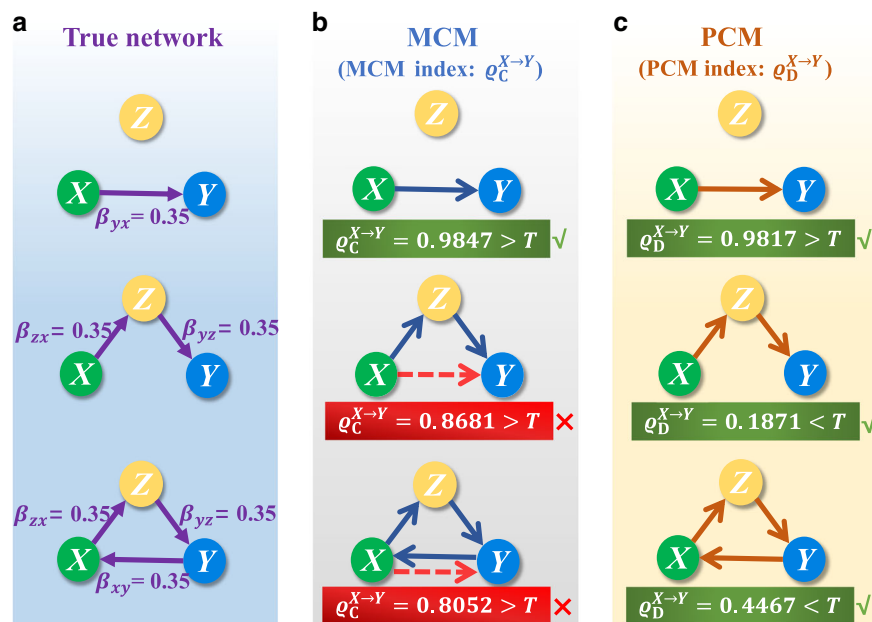 a
True network
Z
X
Y
β_yx = 0.35
Z
β_zx = 0.35
β_yz = 0.35
X
Y
Z
β_zx = 0.35
β_yz = 0.35
X
Y
β_xy = 0.35
b
MCM
(MCM index: ϱ_C^{X→Y})
Z
X
Y
ϱ_C^{X→Y} = 0.9847 > T √
Z
X
Y
ϱ_C^{X→Y} = 0.8681 > T ×
Z
X
Y
ϱ_C^{X→Y} = 0.8052 > T ×
c
PCM
(PCM index: ϱ_D^{X→Y})
Z
X
Y
ϱ_D^{X→Y} = 0.9817 > T √
Z
X
Y
ϱ_D^{X→Y} = 0.1871 < T √
Z
X
Y
ϱ_D^{X→Y} = 0.4467 < T √